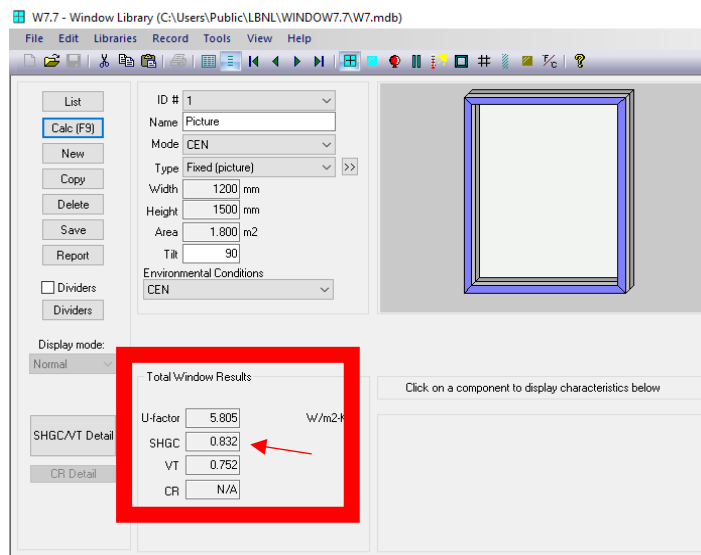 W7.7 - Window Library (C:\Users\Public\LBNL\WINDOW7.7\W7.mdb)
File Edit Libraries Record Tools View Help
List
Calc (F9)
New
Copy
Delete
Save
Report
Dividers
Dividers
Display mode:
Normal
SHGC/VT Detail
CR Detail
ID # 1
Name Picture
Mode CEN
Type Fixed (picture) >>
Width 1200 mm
Height 1500 mm
Area 1.800 m2
Tilt 90
Environmental Conditions
CEN
Total Window Results
U-factor 5.805 W/m2-K
SHGC 0.832
VT 0.752
CR N/A
Click on a component to display characteristics below